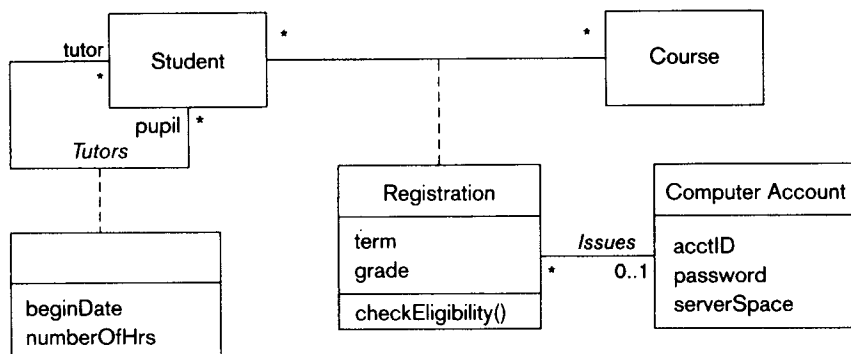 tutor
*
Student
*
*
Course
pupil
*
Tutors
Registration
Computer Account
term
grade
Issues
*
0..1
acctID
password
serverSpace
checkEligibility()
beginDate
numberOfHrs